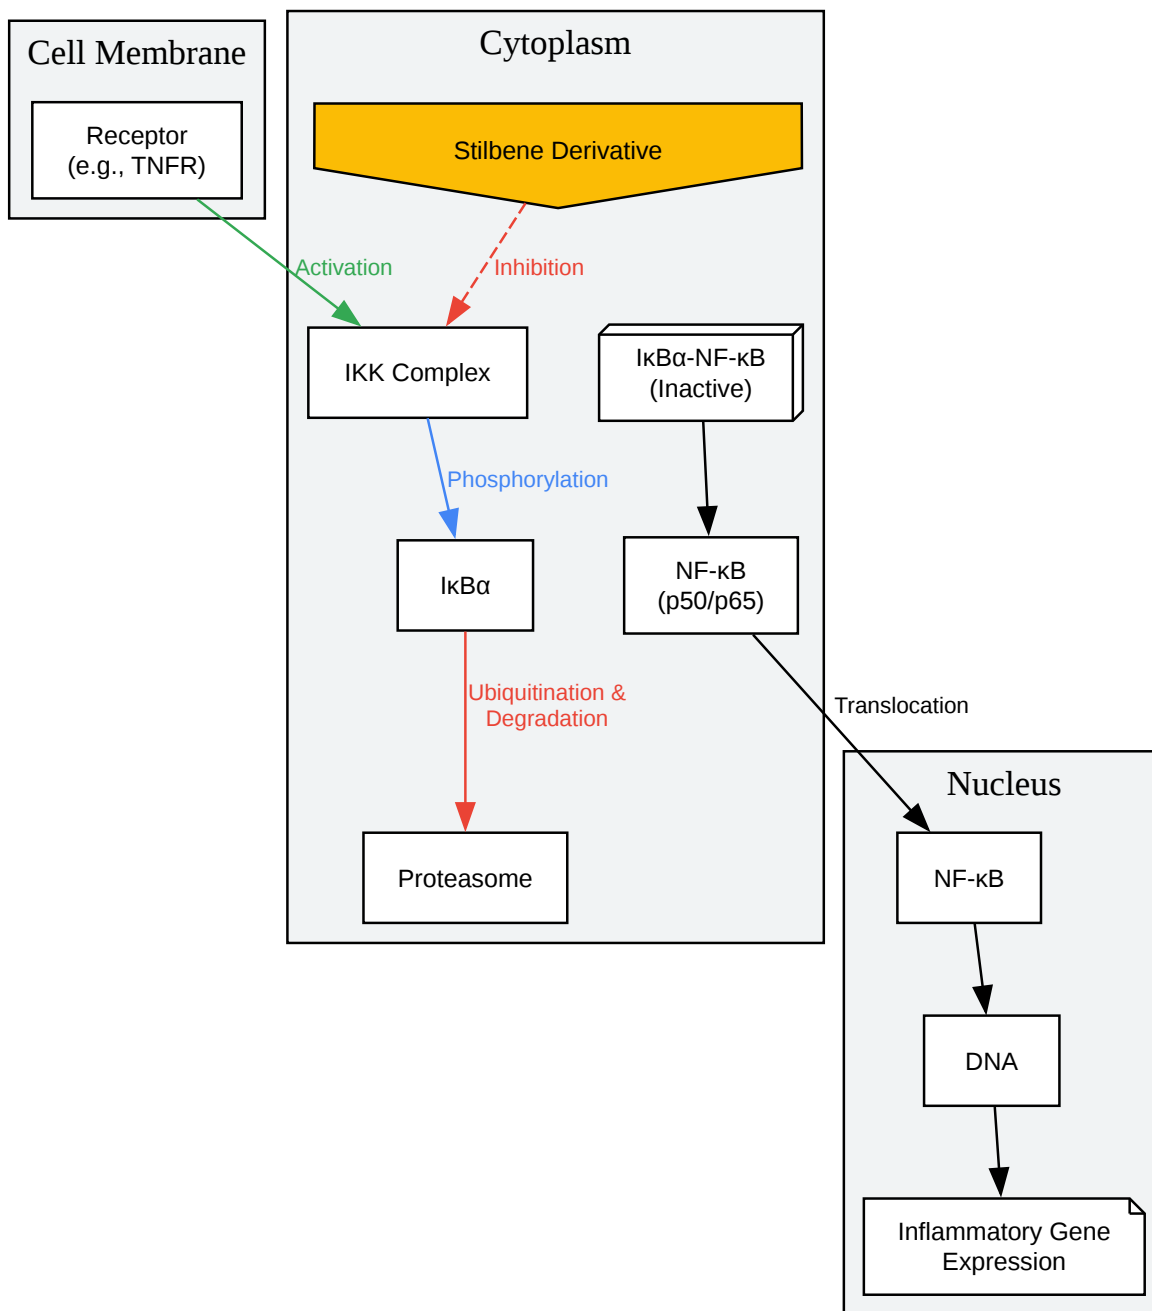 Cell Membrane
Receptor
(e.g., TNFR)
Cytoplasm
Stilbene Derivative
Activation
Inhibition
IKK Complex
IκBα-NF-κB
(Inactive)
Phosphorylation
IκBα
NF-κB
(p50/p65)
Ubiquitination &
Degradation
Translocation
Proteasome
Nucleus
NF-κB
DNA
Inflammatory Gene
Expression